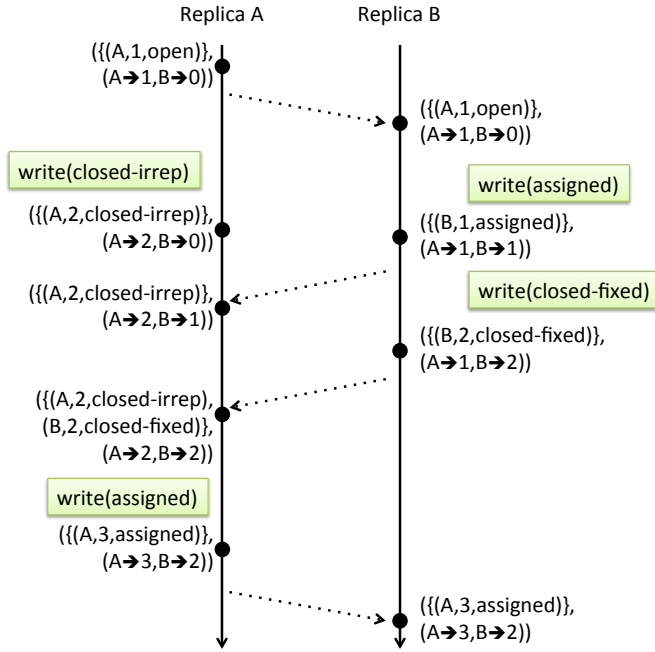 Replica A
Replica B
({(A,1,open)},
(A➔1,B➔0))
({(A,1,open)},
(A➔1,B➔0))
write(closed-irrep)
write(assigned)
({(A,2,closed-irrep)},
(A➔2,B➔0))
({(B,1,assigned)},
(A➔1,B➔1))
write(closed-fixed)
({(A,2,closed-irrep)},
(A➔2,B➔1))
({(B,2,closed-fixed)},
(A➔1,B➔2))
({(A,2,closed-irrep),
(B,2,closed-fixed)},
(A➔2,B➔2))
write(assigned)
({(A,3,assigned)},
(A➔3,B➔2))
({(A,3,assigned)},
(A➔3,B➔2))